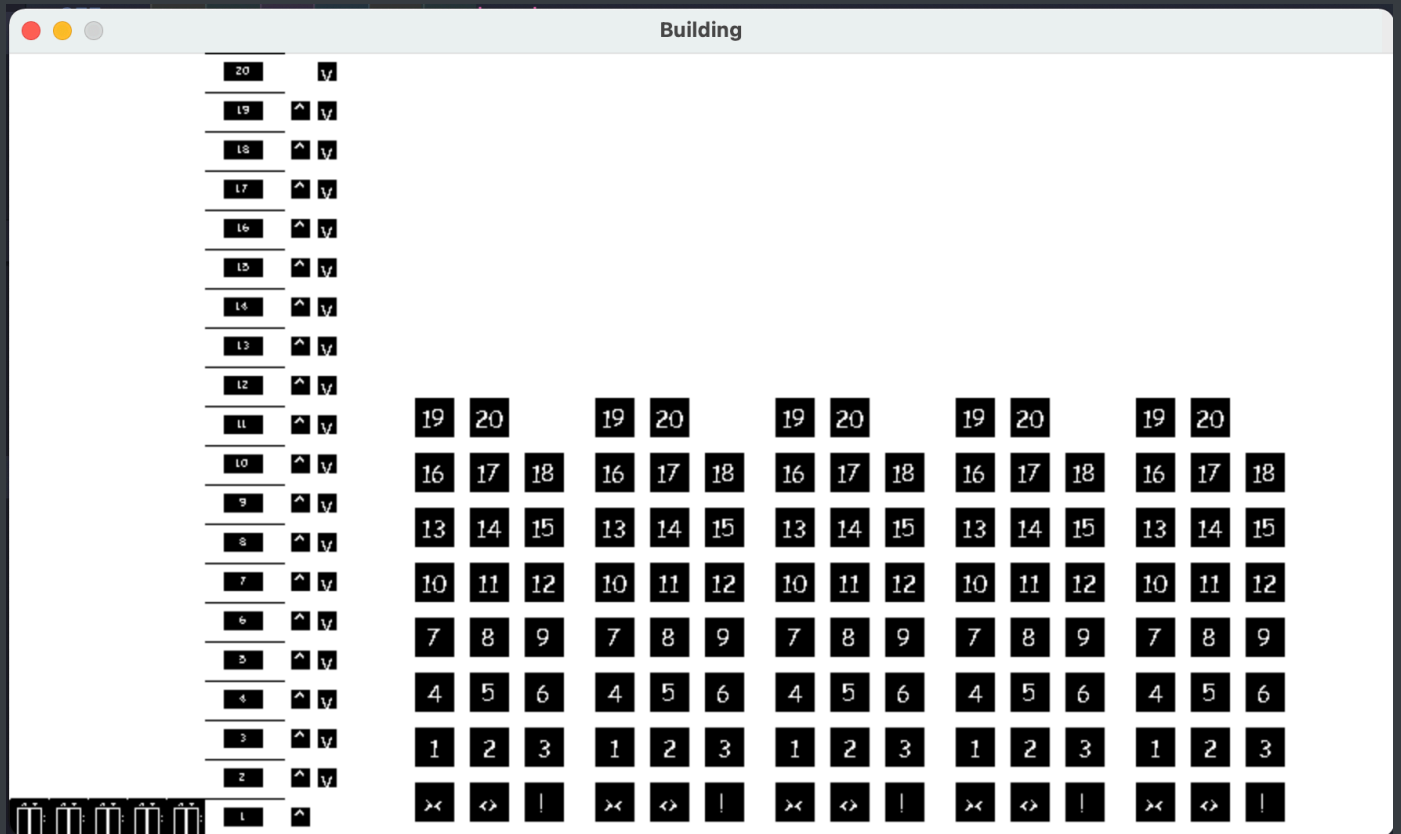 Building
20 v
19 ^ v
18 ^ v
17 ^ v
16 ^ v
15 ^ v
14 ^ v
13 ^ v
12 ^ v
11 ^ v
10 ^ v
9 ^ v
8 ^ v
7 ^ v
6 ^ v
5 ^ v
4 ^ v
3 ^ v
2 ^ v
1 ^
19 20 19 20 19 20 19 20 19 20
16 17 18 16 17 18 16 17 18 16 17 18 16 17 18
13 14 15 13 14 15 13 14 15 13 14 15 13 14 15
10 11 12 10 11 12 10 11 12 10 11 12 10 11 12
7 8 9 7 8 9 7 8 9 7 8 9 7 8 9
4 5 6 4 5 6 4 5 6 4 5 6 4 5 6
1 2 3 1 2 3 1 2 3 1 2 3 1 2 3
>< <> ! >< <> ! >< <> ! >< <> ! >< <> !